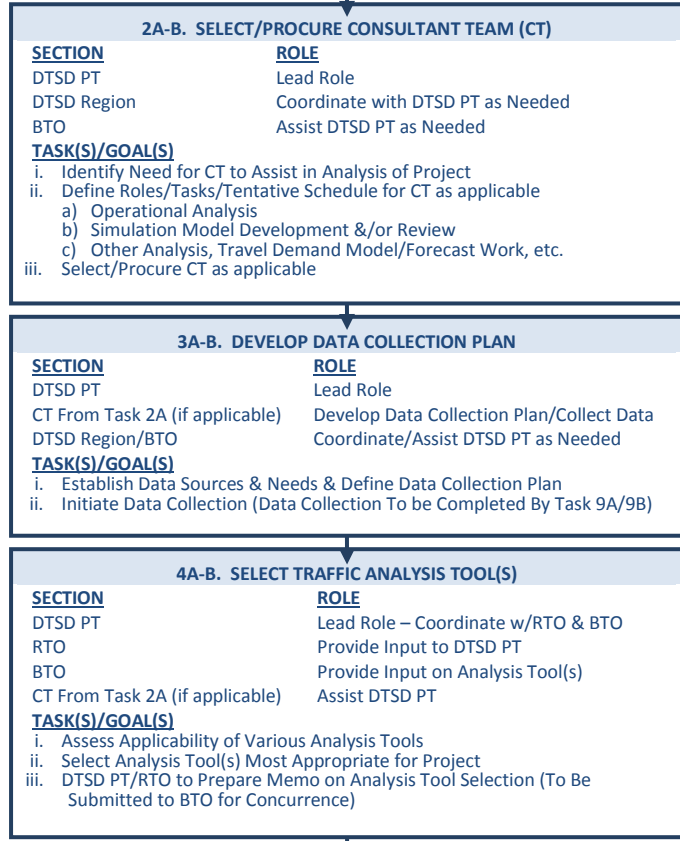 2A-B. SELECT/PROCURE CONSULTANT TEAM (CT)
SECTION ROLE
DTSD PT Lead Role
DTSD Region Coordinate with DTSD PT as Needed
BTO Assist DTSD PT as Needed
TASK(S)/GOAL(S)
i. Identify Need for CT to Assist in Analysis of Project
ii. Define Roles/Tasks/Tentative Schedule for CT as applicable
a) Operational Analysis
b) Simulation Model Development &/or Review
c) Other Analysis, Travel Demand Model/Forecast Work, etc.
iii. Select/Procure CT as applicable
3A-B. DEVELOP DATA COLLECTION PLAN
SECTION ROLE
DTSD PT Lead Role
CT From Task 2A (if applicable) Develop Data Collection Plan/Collect Data
DTSD Region/BTO Coordinate/Assist DTSD PT as Needed
TASK(S)/GOAL(S)
i. Establish Data Sources & Needs & Define Data Collection Plan
ii. Initiate Data Collection (Data Collection To be Completed By Task 9A/9B)
4A-B. SELECT TRAFFIC ANALYSIS TOOL(S)
SECTION ROLE
DTSD PT Lead Role – Coordinate w/RTO & BTO
RTO Provide Input to DTSD PT
BTO Provide Input on Analysis Tool(s)
CT From Task 2A (if applicable) Assist DTSD PT
TASK(S)/GOAL(S)
i. Assess Applicability of Various Analysis Tools
ii. Select Analysis Tool(s) Most Appropriate for Project
iii. DTSD PT/RTO to Prepare Memo on Analysis Tool Selection (To Be
Submitted to BTO for Concurrence)